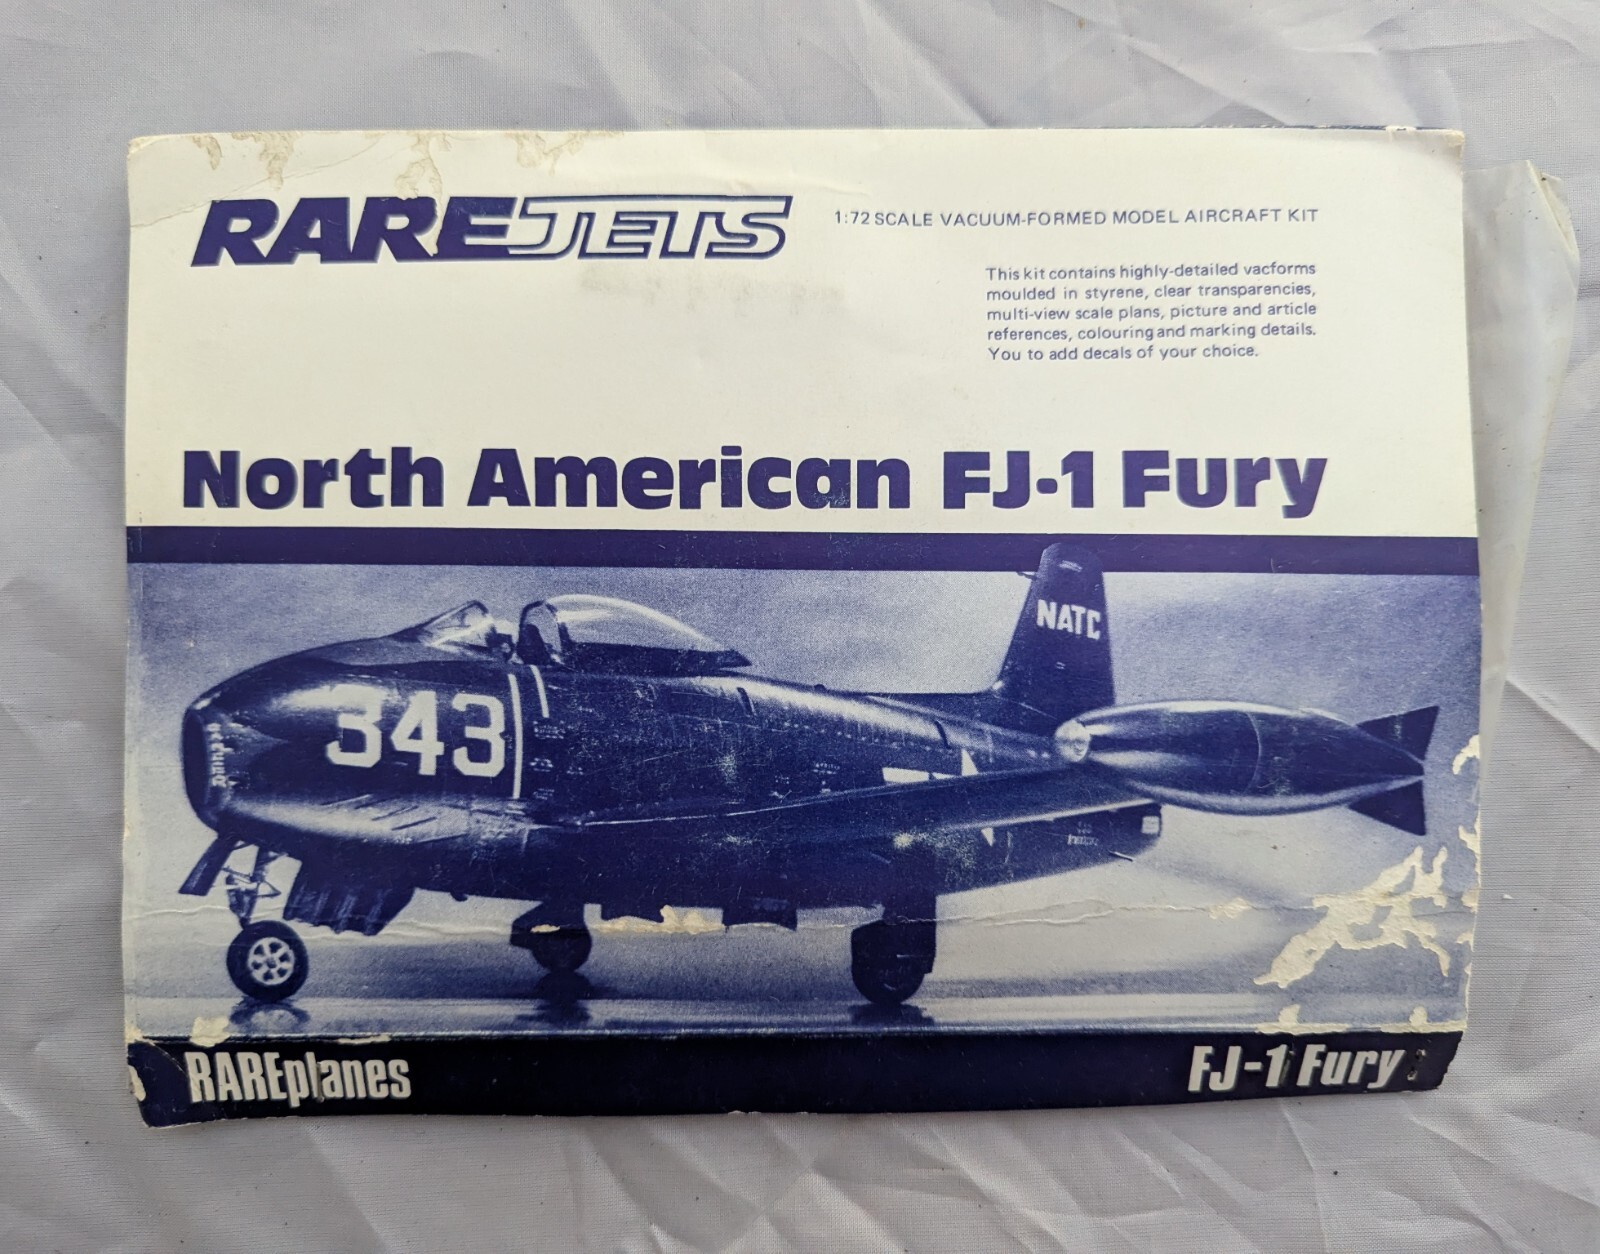 RAREJETS
1:72 SCALE VACUUM-FORMED MODEL AIRCRAFT KIT
This kit contains highly-detailed vacforms
moulded in styrene, clear transparencies,
multi-view scale plans, picture and article
references, colouring and marking details.
You to add decals of your choice.
North American FJ-1 Fury
NATC
343
RAREplanes
FJ-1 Fury